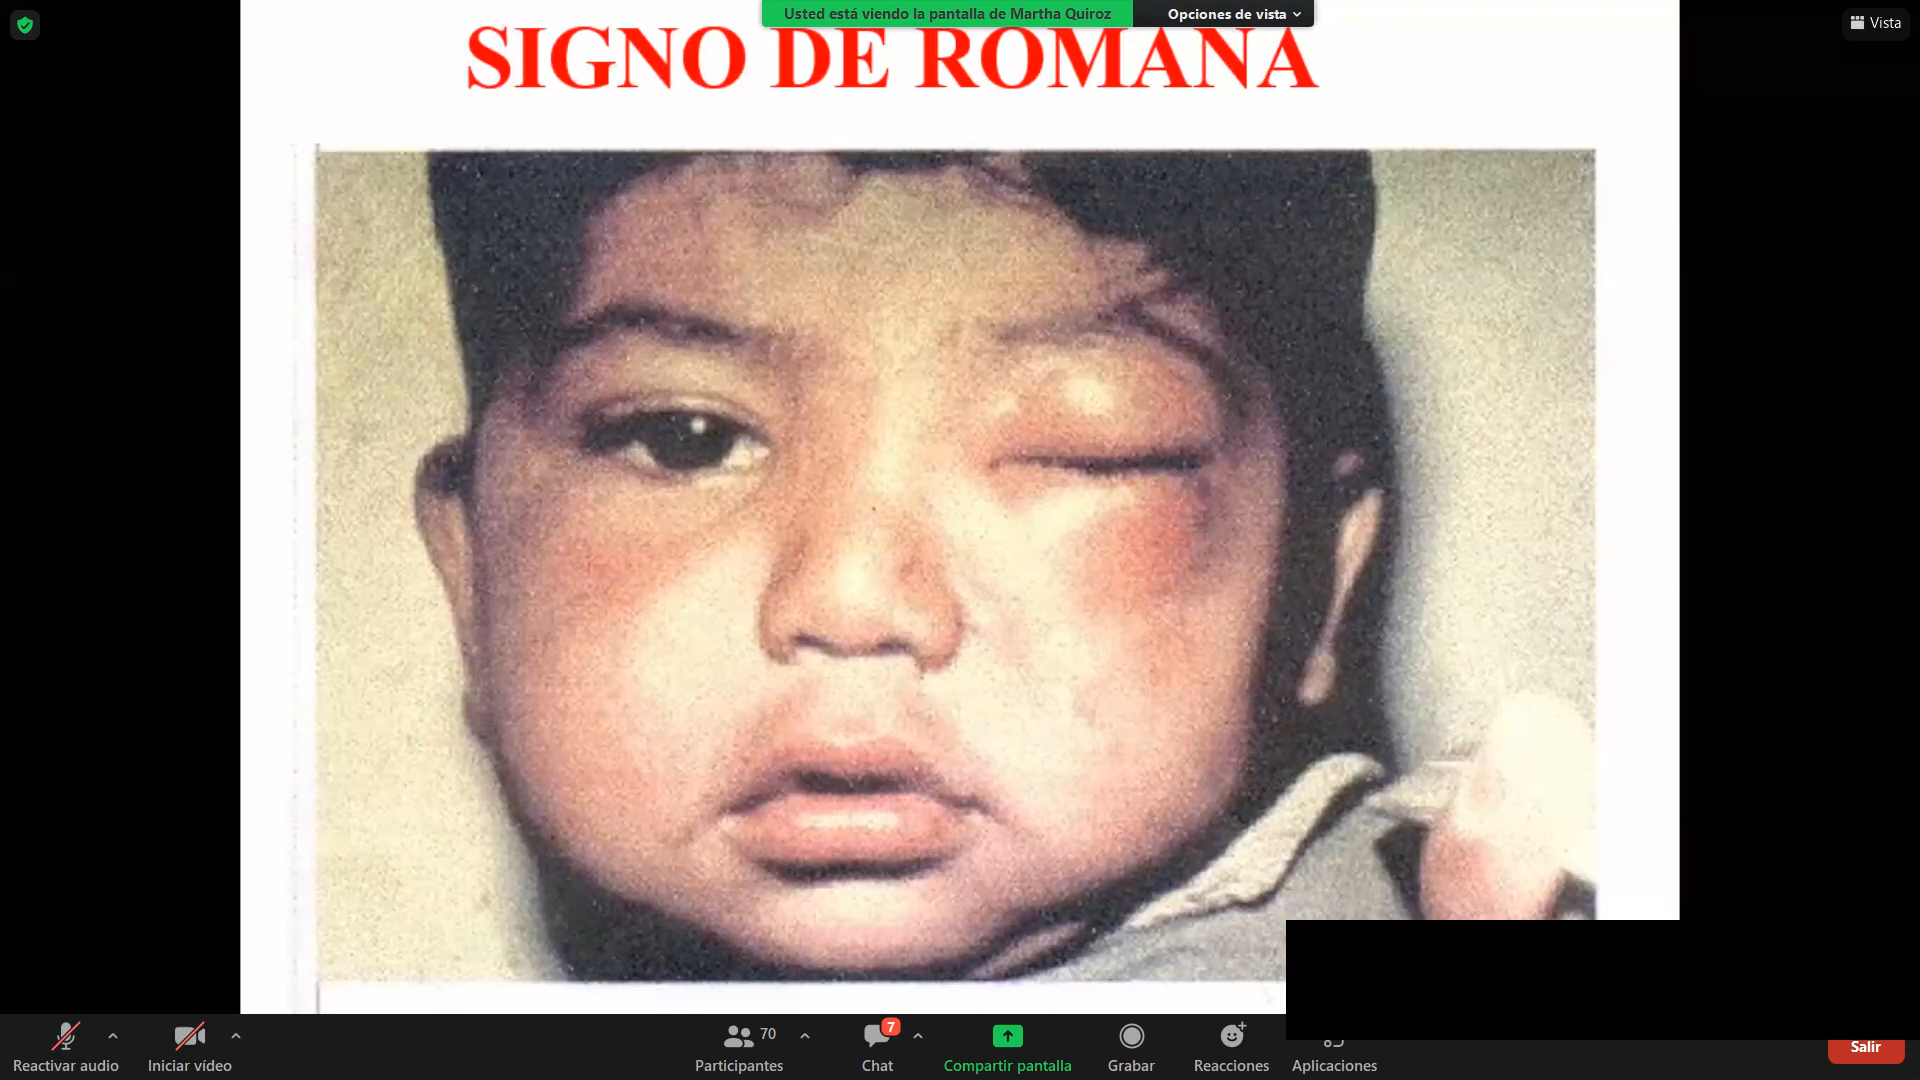 Usted está viendo la pantalla de Martha Quiroz
Opciones de vista
Vista
SIGNO DE ROMANA
70
7
Reactivar audio
Iniciar vídeo
Participantes
Chat
Compartir pantalla
Grabar
Reacciones
Aplicaciones
Salir